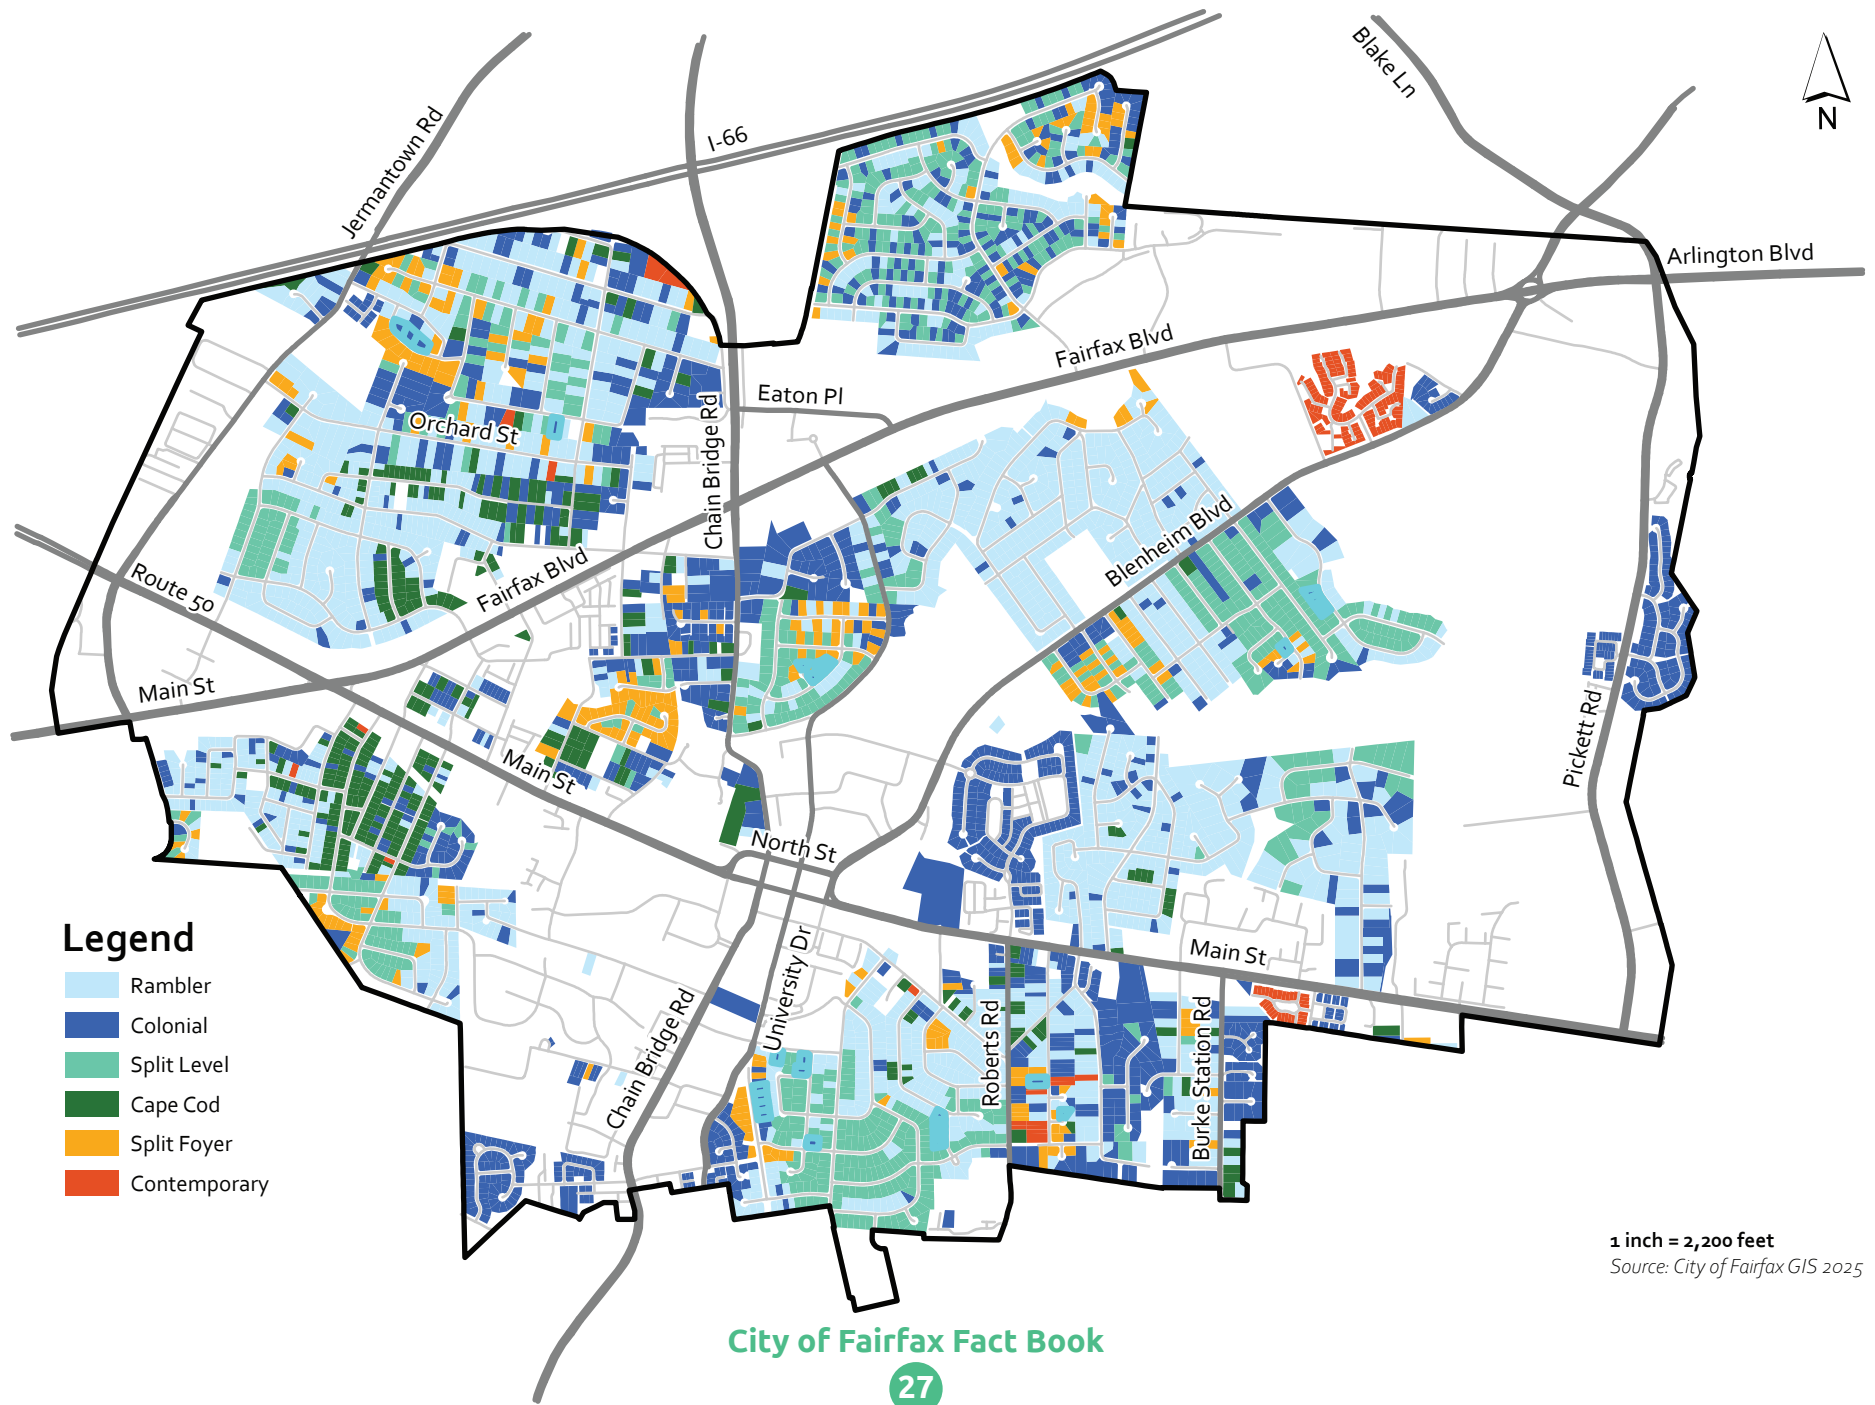 Blake Ln
N
Jermantown Rd
I-66
Arlington Blvd
Fairfax Blvd
Eaton Pl
Orchard St
Chain Bridge Rd
Blenheim Blvd
Route 50
Fairfax Blvd
Main St
Pickett Rd
Main St
North St
Main St
University Dr
Chain Bridge Rd
Roberts Rd
Burke Station Rd
Legend
Rambler
Colonial
Split Level
Cape Cod
Split Foyer
Contemporary
1 inch = 2,200 feet
Source: City of Fairfax GIS 2025
City of Fairfax Fact Book
27